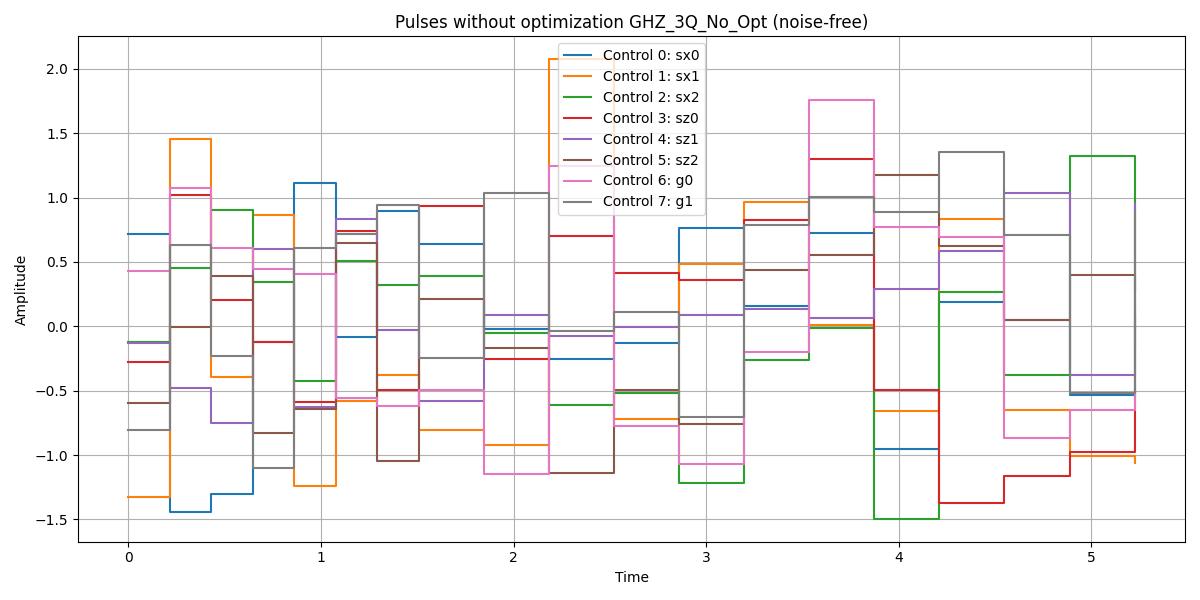 Pulses without optimization GHZ_3Q_No_Opt (noise-free)
Amplitude
2.0
1.5
1.0
0.5
0.0
−0.5
−1.0
−1.5
Control 0: sx0
Control 1: sx1
Control 2: sx2
Control 3: sz0
Control 4: sz1
Control 5: sz2
Control 6: g0
Control 7: g1
0 1 2 3 4 5
Time